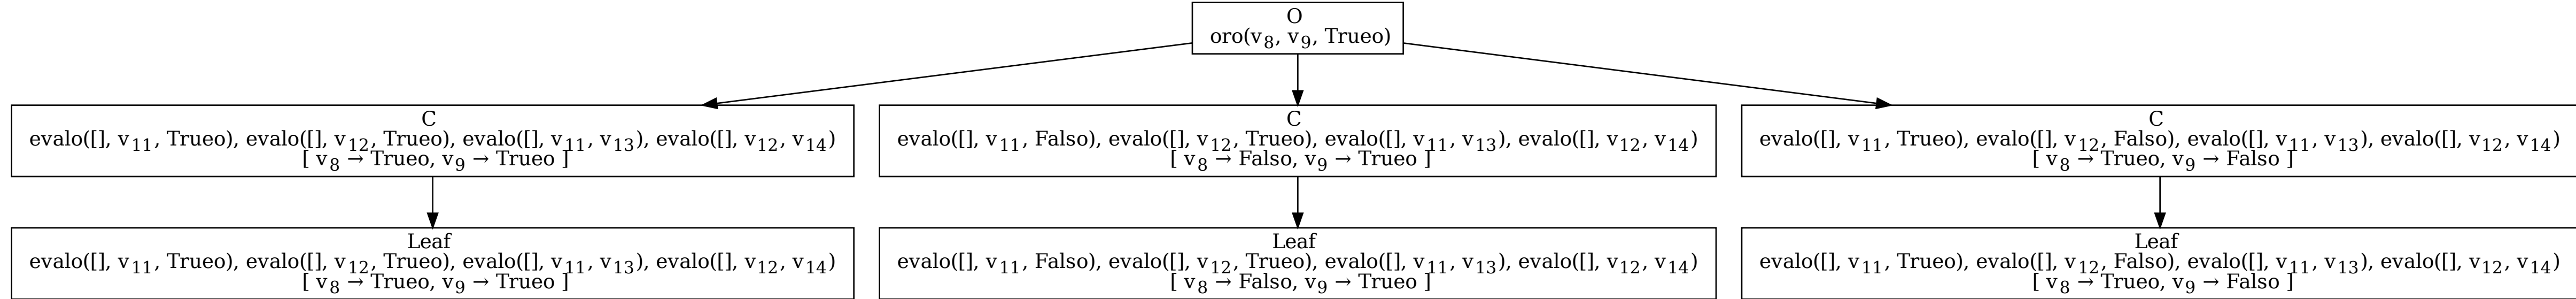 O
oro(v₈, v₉, Trueo)
C
evalo([], v₁₁, Trueo), evalo([], v₁₂, Trueo), evalo([], v₁₁, v₁₃), evalo([], v₁₂, v₁₄)
[ v₈ → Trueo, v₉ → Trueo ]
C
evalo([], v₁₁, Falso), evalo([], v₁₂, Trueo), evalo([], v₁₁, v₁₃), evalo([], v₁₂, v₁₄)
[ v₈ → Falso, v₉ → Trueo ]
C
evalo([], v₁₁, Trueo), evalo([], v₁₂, Falso), evalo([], v₁₁, v₁₃), evalo([], v₁₂, v₁₄)
[ v₈ → Trueo, v₉ → Falso ]
Leaf
evalo([], v₁₁, Trueo), evalo([], v₁₂, Trueo), evalo([], v₁₁, v₁₃), evalo([], v₁₂, v₁₄)
[ v₈ → Trueo, v₉ → Trueo ]
Leaf
evalo([], v₁₁, Falso), evalo([], v₁₂, Trueo), evalo([], v₁₁, v₁₃), evalo([], v₁₂, v₁₄)
[ v₈ → Falso, v₉ → Trueo ]
Leaf
evalo([], v₁₁, Trueo), evalo([], v₁₂, Falso), evalo([], v₁₁, v₁₃), evalo([], v₁₂, v₁₄)
[ v₈ → Trueo, v₉ → Falso ]